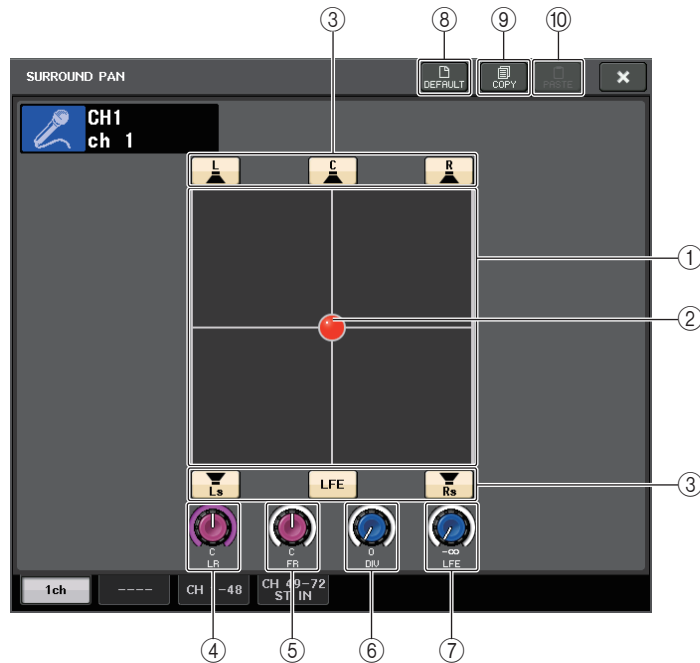 ③ ⑧ ⑨ ⑩
SURROUND PAN
DEFAULT
COPY
PASTE
CH1
ch 1
L C R
①
②
Ls LFE Rs
③
C C 0 -∞
LR FR DIV LFE
1ch ---- CH -48 CH 49-72
ST IN
④ ⑤ ⑥ ⑦